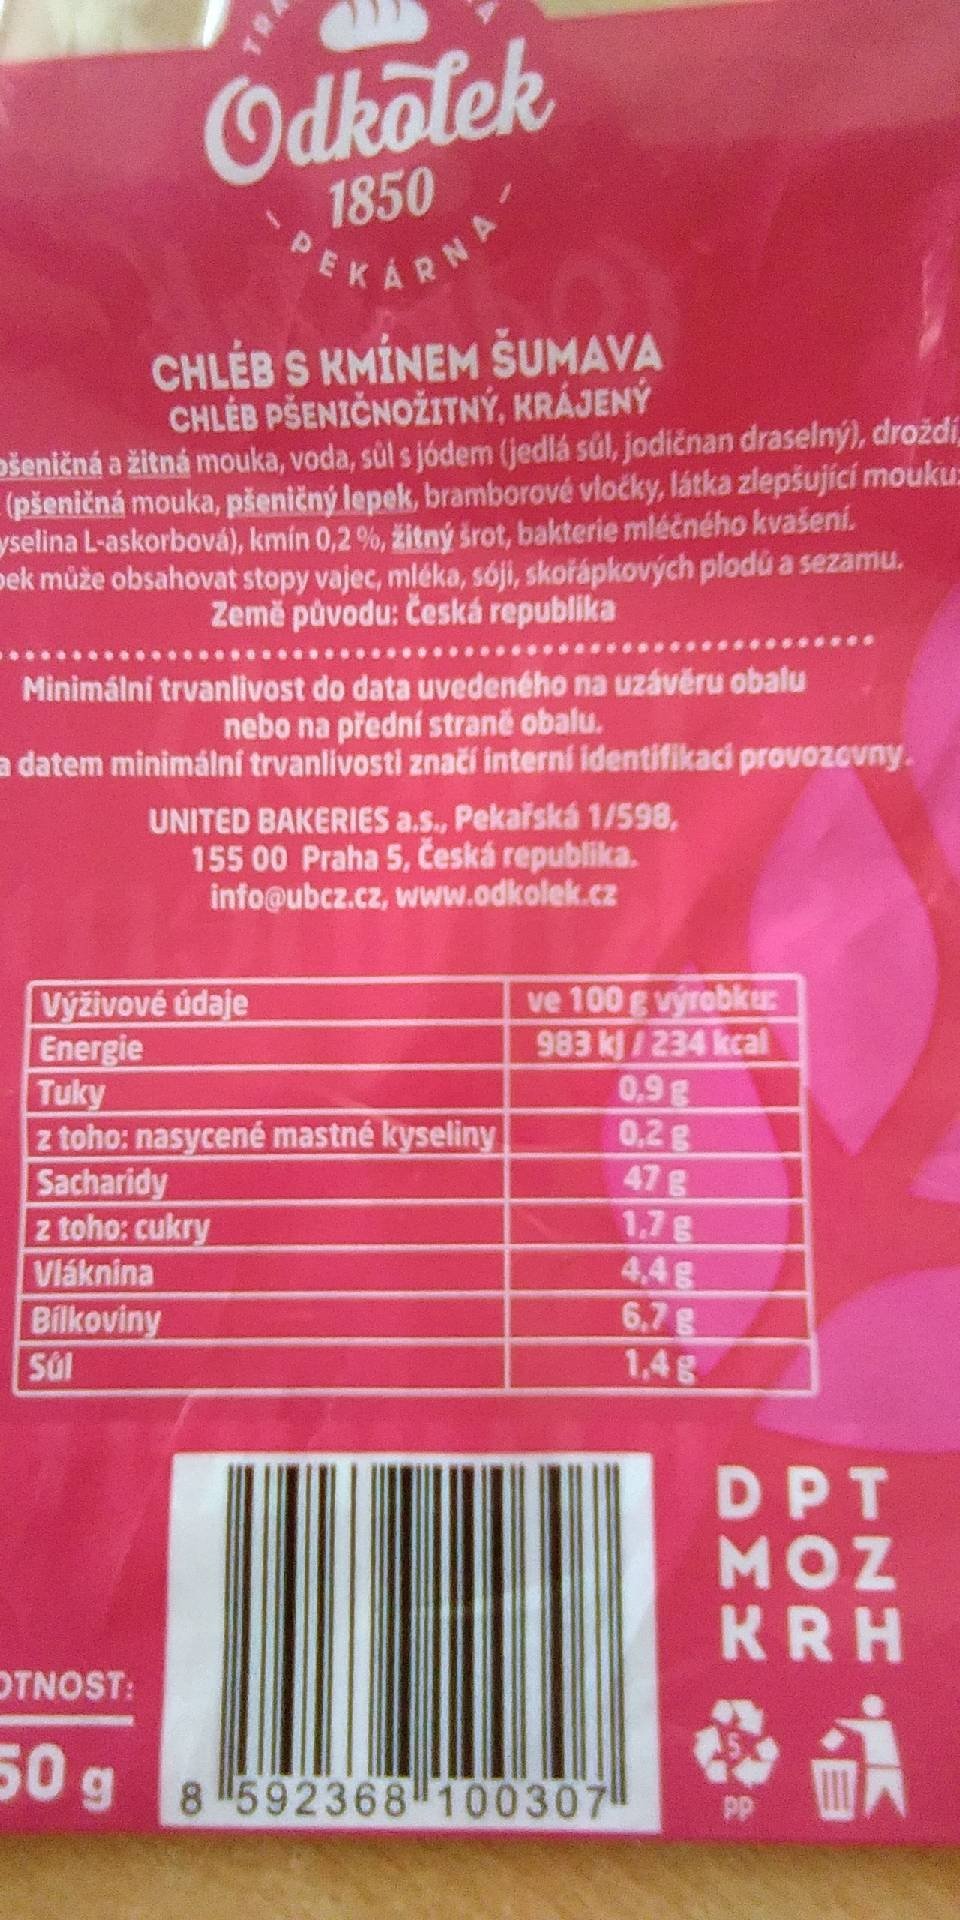 Odkolek
1850
PEKÁRNA
CHLÉB S KMÍNEM ŠUMAVA
CHLÉB PŠENIČNOŽITNÝ, KRÁJENÝ
pšeničná a žitná mouka, voda, sůl s jódem (jedlá sůl, jodičnan draselný), droždí,
(pšeničná mouka, pšeničný lepek, bramborové vločky, látka zlepšující mouku:
yselina L-askorbová), kmín 0,2 %, žitný šrot, bakterie mléčného kvašení.
bek může obsahovat stopy vajec, mléka, sóji, skořápkových plodů a sezamu.
Země původu: Česká republika
Minimální trvanlivost do data uvedeného na uzávěru obalu
nebo na přední straně obalu.
a datem minimální trvanlivosti značí interní identifikaci provozovny.
UNITED BAKERIES a.s., Pekařská 1/598,
155 00 Praha 5, Česká republika.
info@ubcz.cz, www.odkolek.cz
Výživové údaje ve 100 g výrobku:
Energie 983 kJ / 234 kcal
Tuky 0,9 g
z toho: nasycené mastné kyseliny 0,2 g
Sacharidy 47 g
z toho: cukry 1,7 g
Vláknina 4,4 g
Bílkoviny 6,7 g
Sůl 1,4 g
D P T
M O Z
K R H
OTNOST:
50 g
8 592368 100307
5
PP